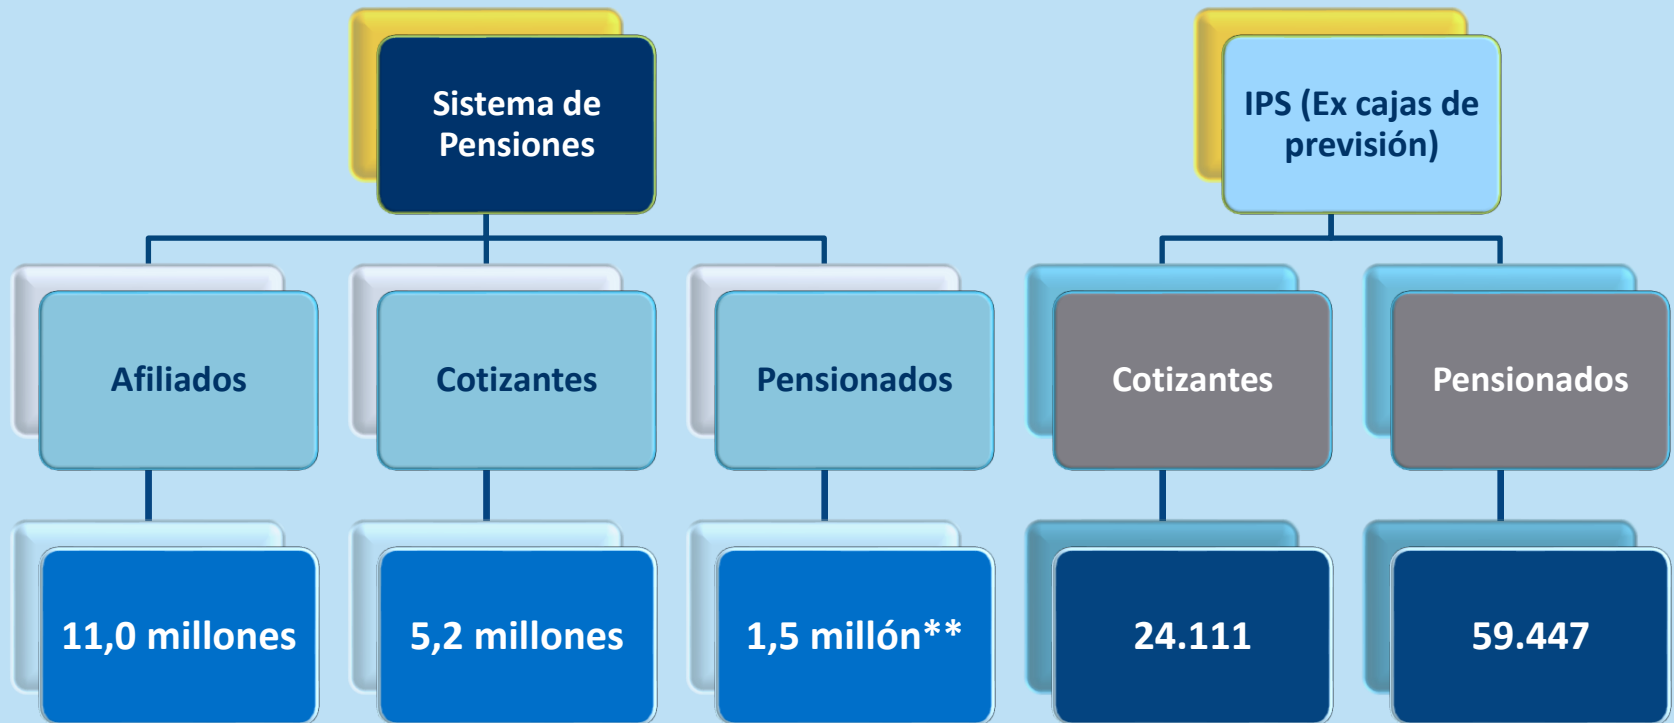 Sistema de
Pensiones
IPS (Ex cajas de
previsión)
Afiliados
Cotizantes
Pensionados
Cotizantes
Pensionados
11,0 millones
5,2 millones
1,5 millón**
24.111
59.447